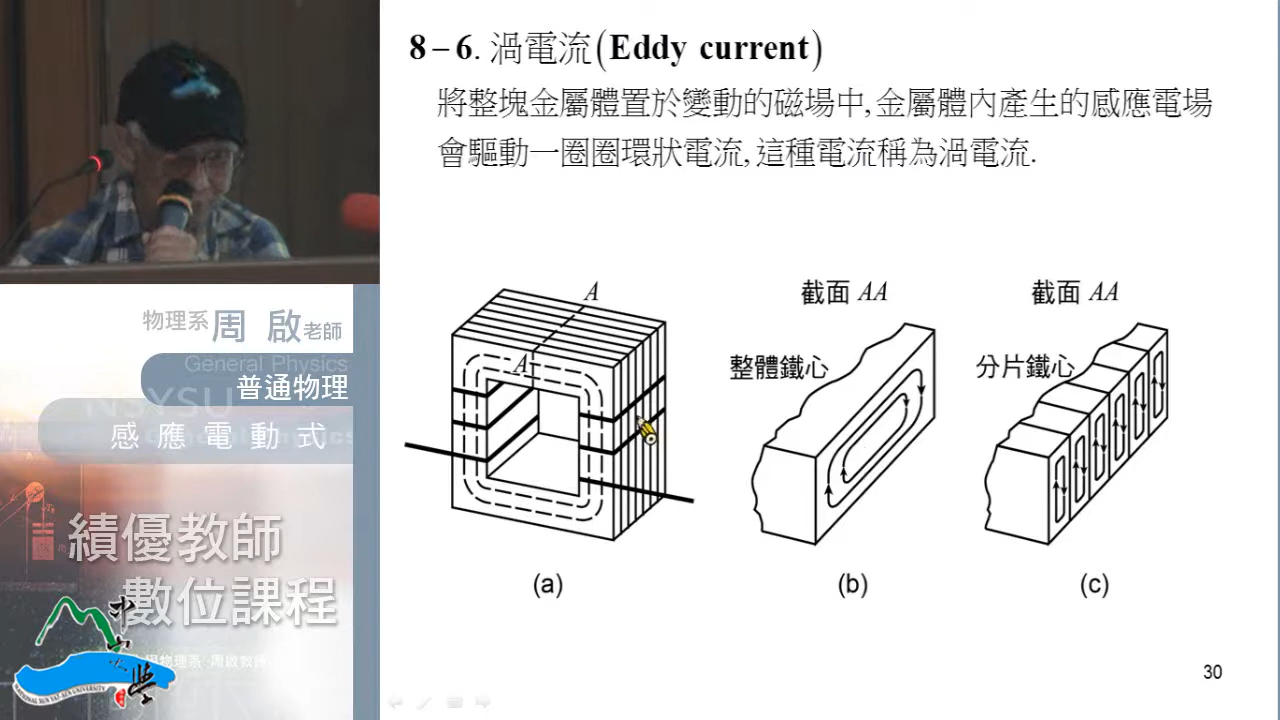 8－6. 渦電流(Eddy current)
將整塊金屬體置於變動的磁場中,金屬體內產生的感應電場
會驅動一圈圈環狀電流,這種電流稱為渦電流.
A
A
截面 AA
整体鐵心
截面 AA
分片鐵心
(a)
(b)
(c)
30
物理系周 啟老師
General Physics
普通物理
NSYSU
感應電動式
績優教師
數位課程